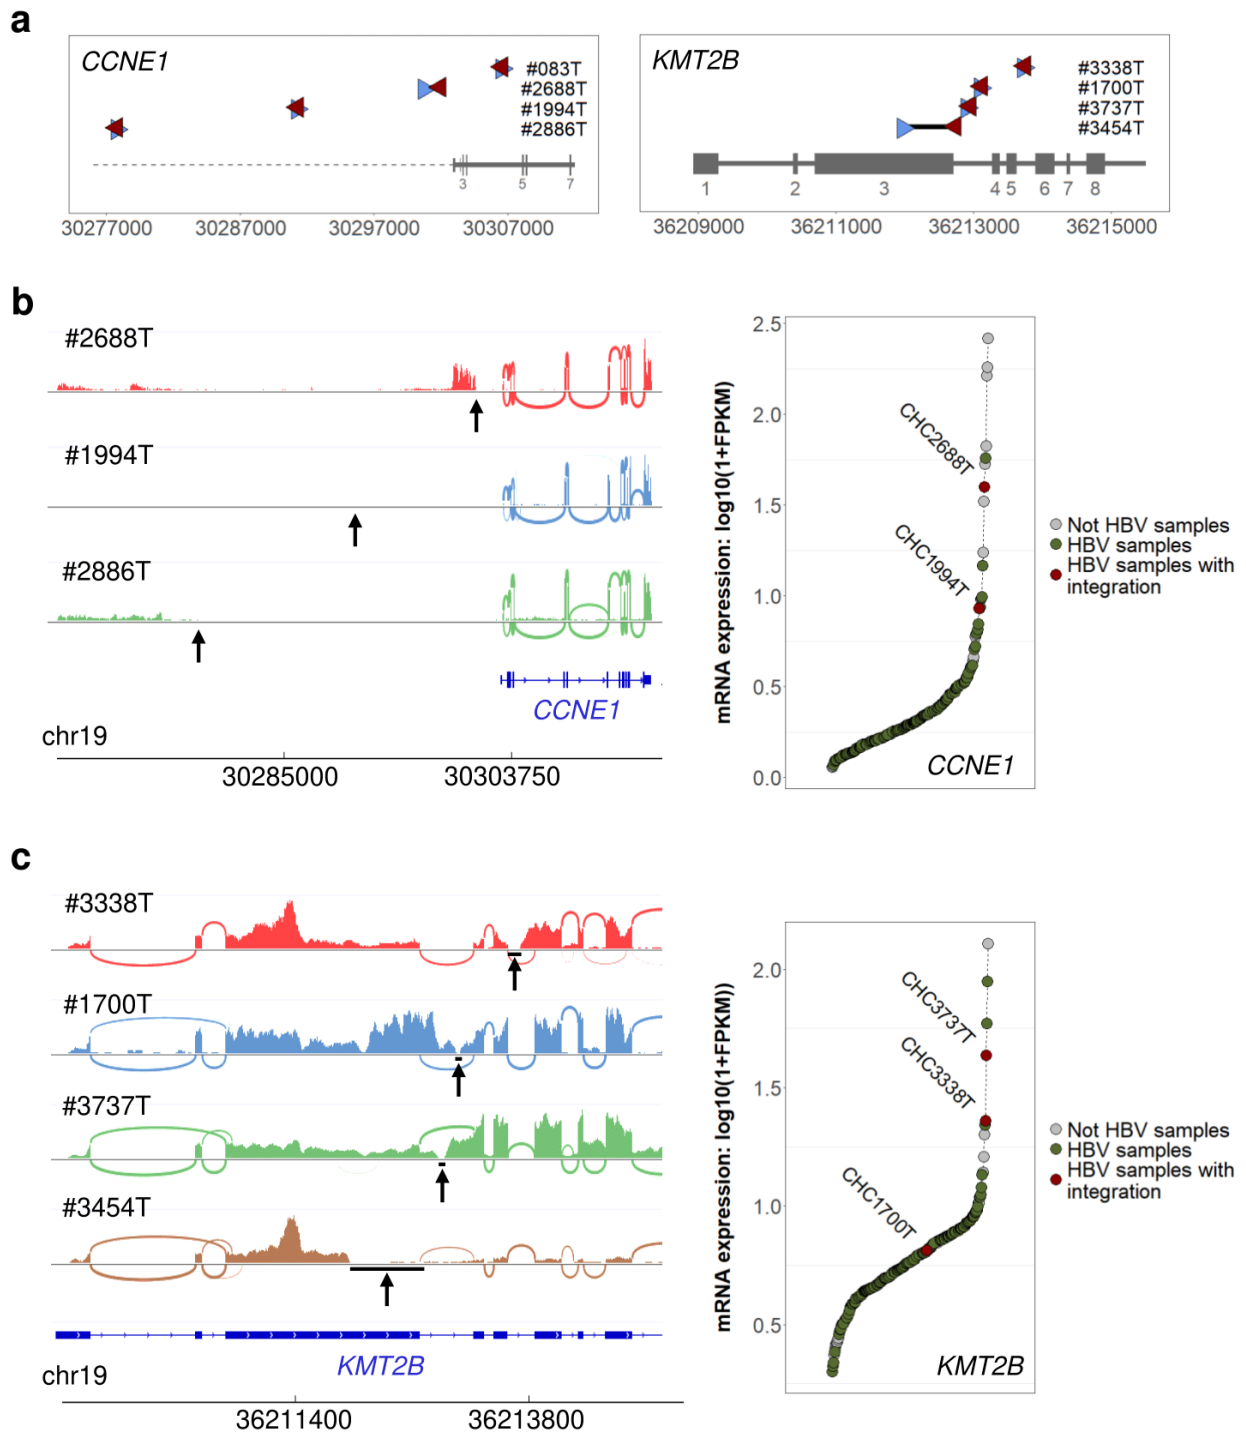 a
CCNE1
#083T
#2688T
#1994T
#2886T
3 5 7
30277000 30287000 30297000 30307000
KMT2B
#3338T
#1700T
#3737T
#3454T
1 2 3 4 5 6 7 8
36209000 36211000 36213000 36215000
b
#2688T
#1994T
#2886T
CCNE1
chr19
30285000 30303750
mRNA expression: log10(1+FPKM)
2.5
2.0
1.5
1.0
0.5
0.0
CHC2688T
CHC1994T
CCNE1
Not HBV samples
HBV samples
HBV samples with
integration
c
#3338T
#1700T
#3737T
#3454T
KMT2B
chr19
36211400 36213800
mRNA expression: log10(1+FPKM))
2.0
1.5
1.0
0.5
CHC3737T
CHC3338T
CHC1700T
KMT2B
Not HBV samples
HBV samples
HBV samples with
integration